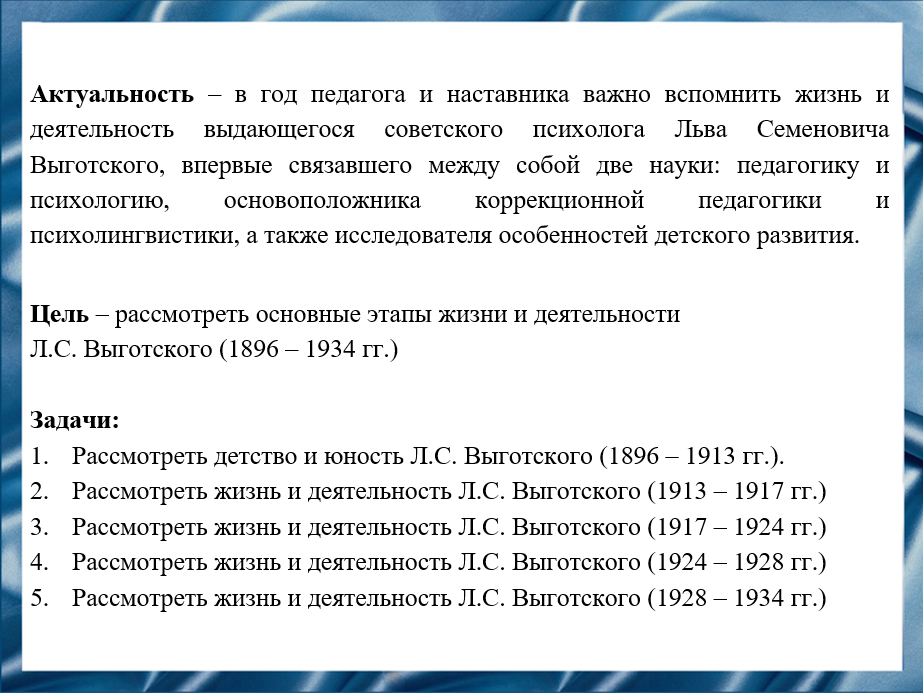 Актуальность – в год педагога и наставника важно вспомнить жизнь и
деятельность выдающегося советского психолога Льва Семеновича
Выготского, впервые связавшего между собой две науки: педагогику и
психологию, основоположника коррекционной педагогики и
психолингвистики, а также исследователя особенностей детского развития.
Цель – рассмотреть основные этапы жизни и деятельности
Л.С. Выготского (1896 – 1934 гг.)
Задачи:
1. Рассмотреть детство и юность Л.С. Выготского (1896 – 1913 гг.).
2. Рассмотреть жизнь и деятельность Л.С. Выготского (1913 – 1917 гг.)
3. Рассмотреть жизнь и деятельность Л.С. Выготского (1917 – 1924 гг.)
4. Рассмотреть жизнь и деятельность Л.С. Выготского (1924 – 1928 гг.)
5. Рассмотреть жизнь и деятельность Л.С. Выготского (1928 – 1934 гг.)